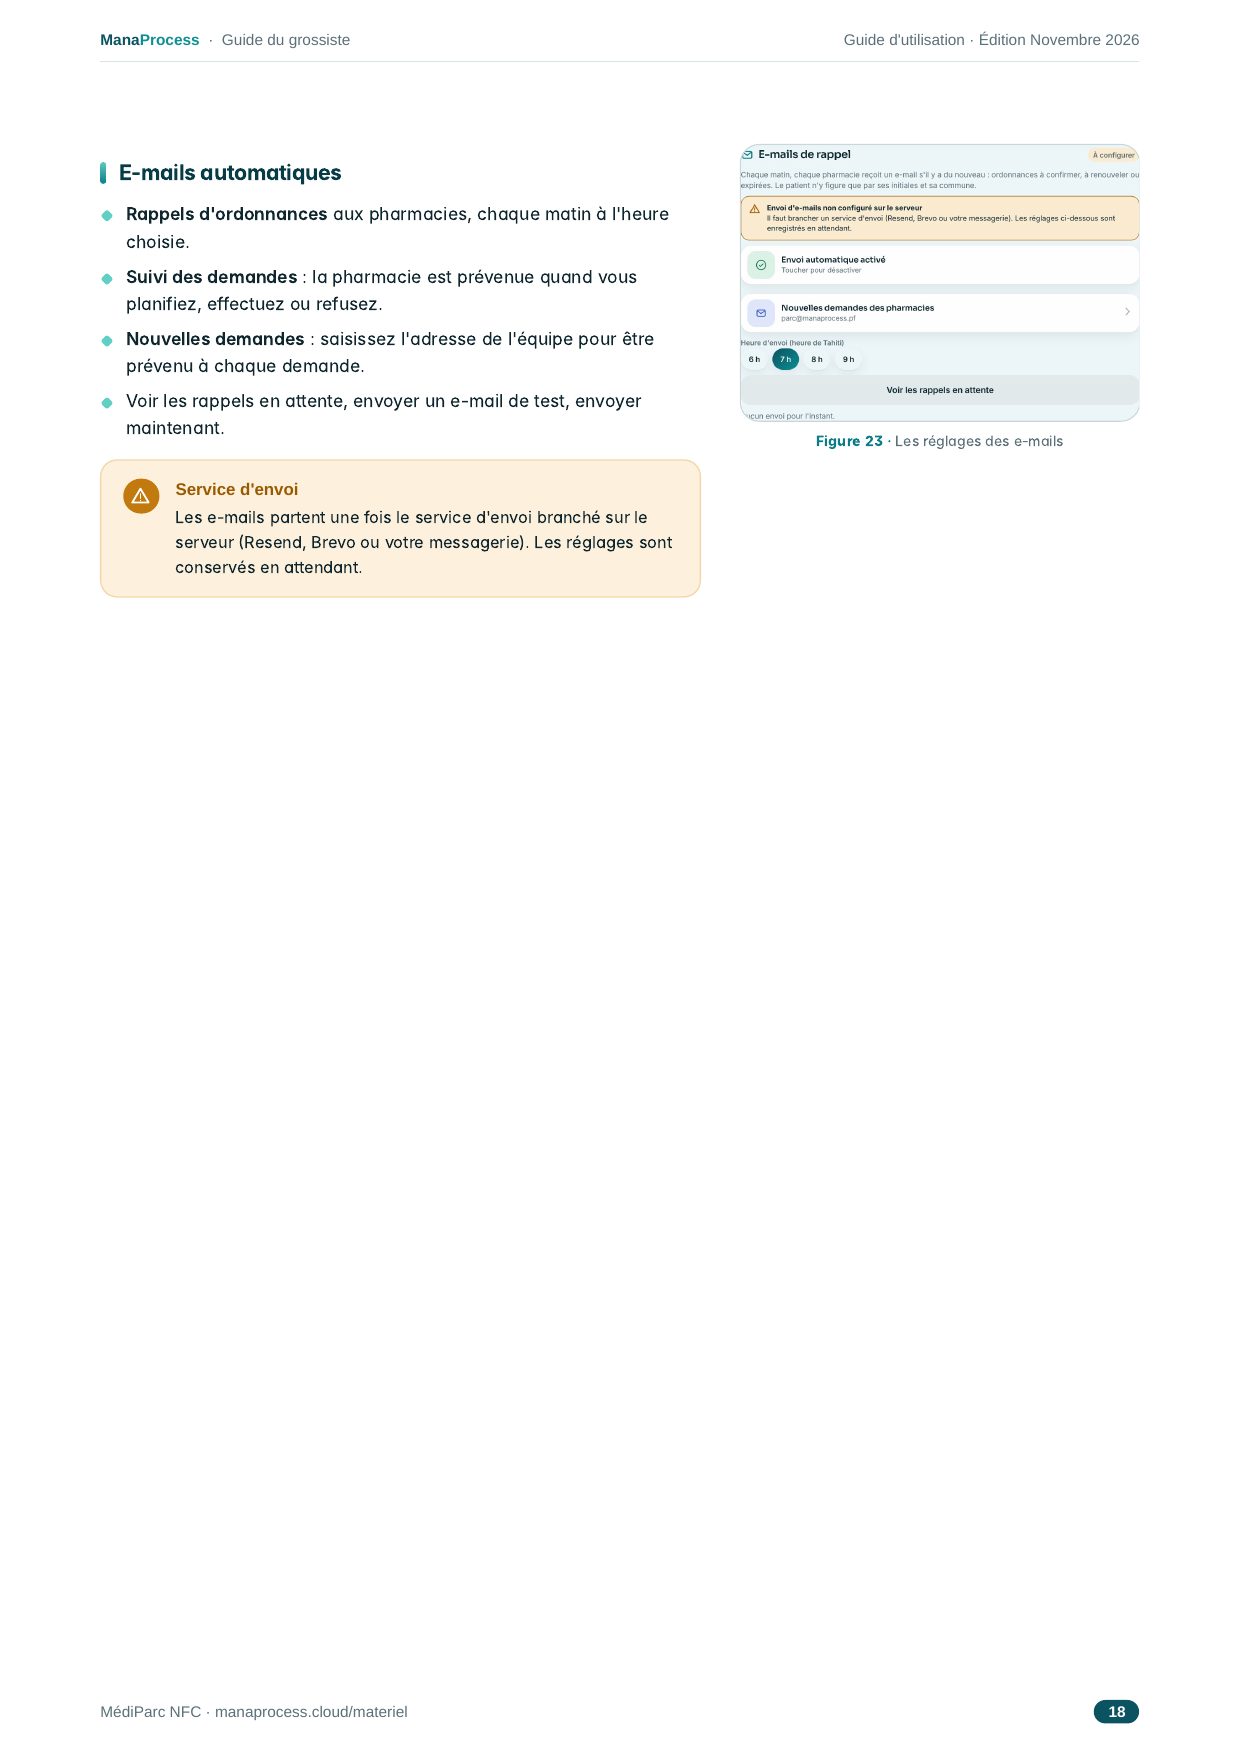 ManaProcess · Guide du grossiste
Guide d'utilisation · Édition Novembre 2026
E-mails automatiques
Rappels d'ordonnances aux pharmacies, chaque matin à l'heure
choisie.
Suivi des demandes : la pharmacie est prévenue quand vous
planifiez, effectuez ou refusez.
Nouvelles demandes : saisissez l'adresse de l'équipe pour être
prévenu à chaque demande.
Voir les rappels en attente, envoyer un e-mail de test, envoyer
maintenant.
Service d'envoi
Les e-mails partent une fois le service d'envoi branché sur le
serveur (Resend, Brevo ou votre messagerie). Les réglages sont
conservés en attendant.
E-mails de rappel
À configurer
Chaque matin, chaque pharmacie reçoit un e-mail s'il y a du nouveau : ordonnances à confirmer, à renouveler ou
expirées. Le patient n'y figure que par ses initiales et sa commune.
Envoi d'e-mails non configuré sur le serveur
Il faut brancher un service d'envoi (Resend, Brevo ou votre messagerie). Les réglages ci-dessous sont
enregistrés en attendant.
Envoi automatique activé
Toucher pour désactiver
Nouvelles demandes des pharmacies
parc@manaprocess.pf
Heure d'envoi (heure de Tahiti)
6 h 7 h 8 h 9 h
Voir les rappels en attente
ucun envoi pour l'instant.
Figure 23 · Les réglages des e-mails
MédiParc NFC · manaprocess.cloud/materiel
18